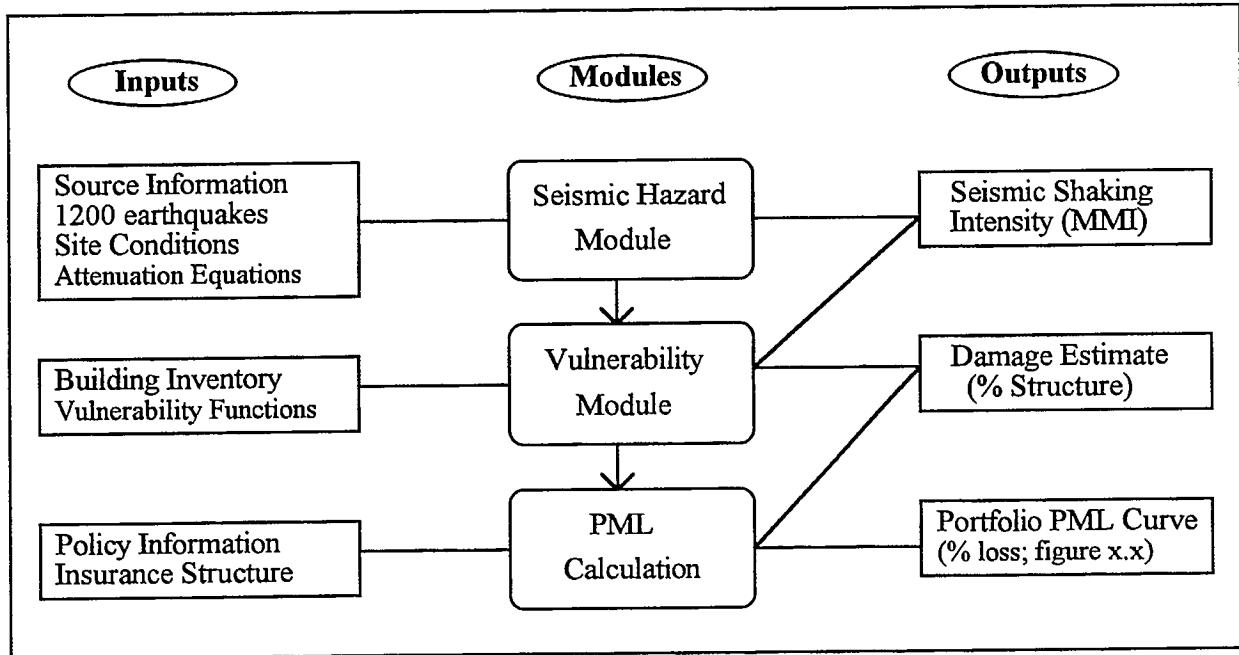 Inputs
Modules
Outputs
Source Information
1200 earthquakes
Site Conditions
Attenuation Equations
Seismic Hazard
Module
Seismic Shaking
Intensity (MMI)
Building Inventory
Vulnerability Functions
Vulnerability
Module
Damage Estimate
(% Structure)
Policy Information
Insurance Structure
PML
Calculation
Portfolio PML Curve
(% loss; figure x.x)